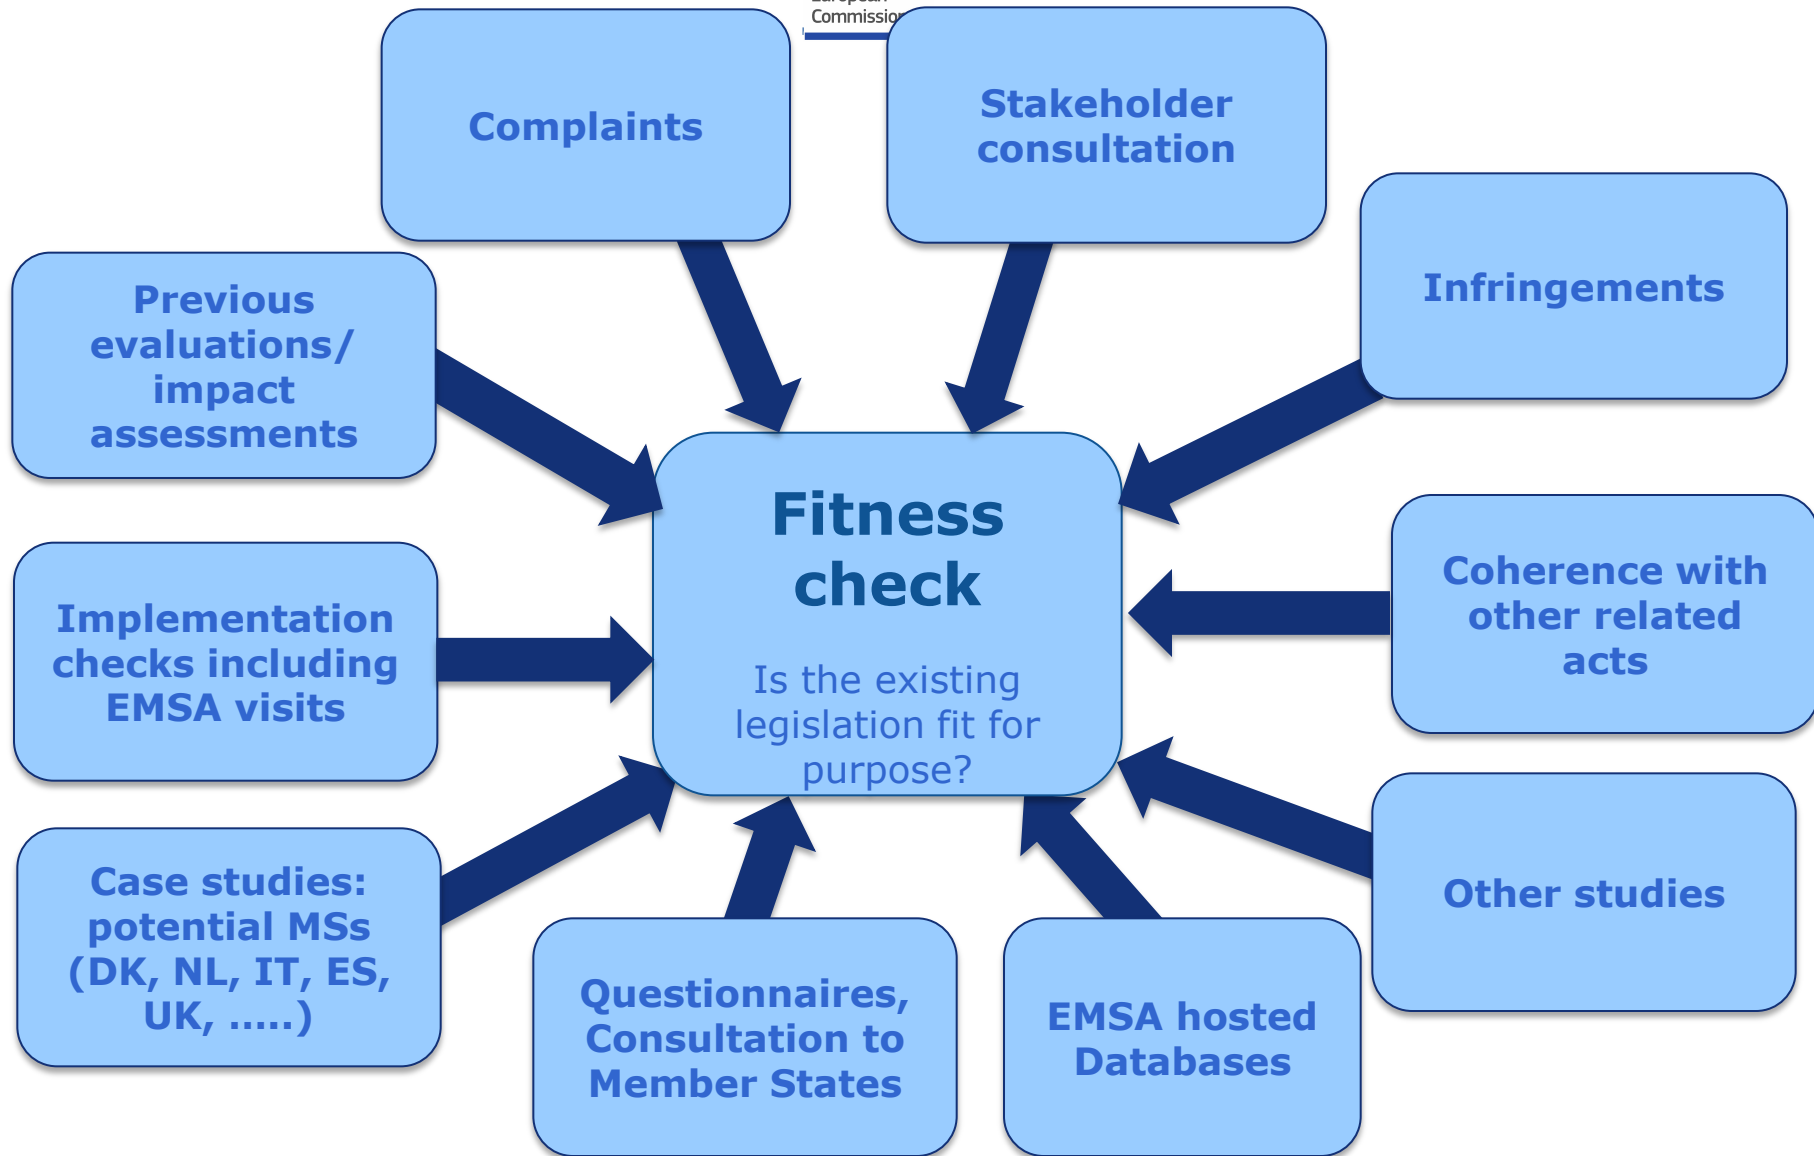 Commission
Complaints
Stakeholder
consultation
Infringements
Previous
evaluations/
impact
assessments
Fitness
check
Is the existing
legislation fit for
purpose?
Implementation
checks including
EMSA visits
Coherence with
other related
acts
Case studies:
potential MSs
(DK, NL, IT, ES,
UK, .....)
Questionnaires,
Consultation to
Member States
EMSA hosted
Databases
Other studies